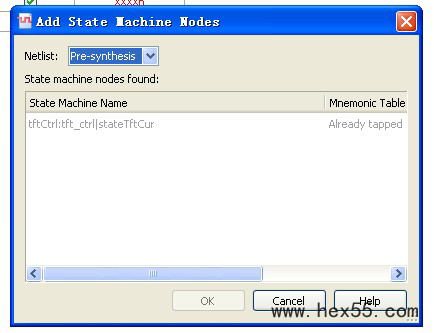 xxxxh
Add State Machine Nodes
Netlist: Pre-synthesis
State machine nodes found:
State Machine Name Mnemonic Table
tftCtrl:tft_ctrl|stateTftCur Already tapped
OK Cancel Help
www.hex55.com